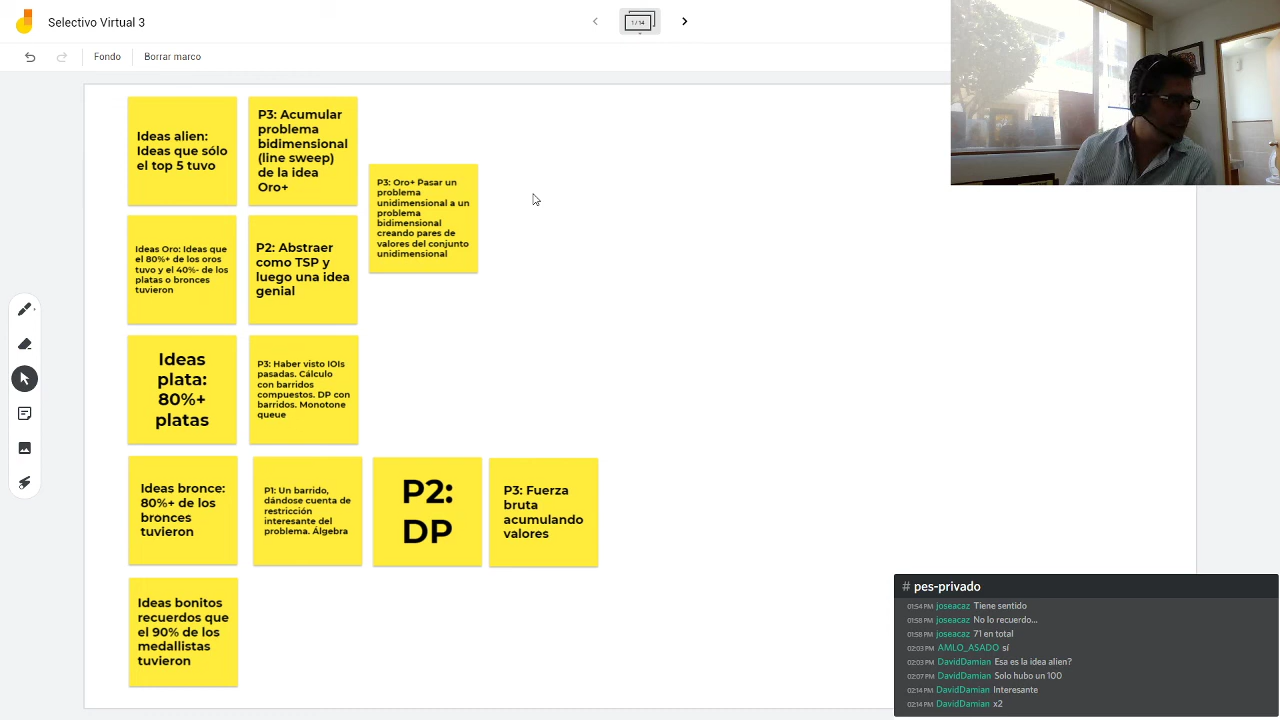 Selectivo Virtual 3
1/14
Fondo
Borrar marco
Ideas alien:
Ideas que sólo
el top 5 tuvo
P3: Acumular
problema
bidimensional
(line sweep)
de la idea
Oro+
P3: Oro+ Pasar un
problema
unidimensional a un
problema
bidimensional
creando pares de
valores del conjunto
unidimensional
Ideas Oro: Ideas que
el 80%+ de los oros
tuvo y el 40%- de los
platas o bronces
tuvieron
P2: Abstraer
como TSP y
luego una idea
genial
Ideas
plata:
80%+
platas
P3: Haber visto IOIs
pasadas. Cálculo
con barridos
compuestos. DP con
barridos. Monotone
queue
Ideas bronce:
80%+ de los
bronces
tuvieron
P1: Un barrido,
dándose cuenta de
restricción
interesante del
problema. Álgebra
P2:
DP
P3: Fuerza
bruta
acumulando
valores
Ideas bonitos
recuerdos que
el 90% de los
medallistas
tuvieron
# pes-privado
01:54 PM joseacaz Tiene sentido
01:58 PM joseacaz No lo recuerdo...
01:58 PM joseacaz 71 en total
02:03 PM AMLO_ASADO sí
02:03 PM DavidDamian Esa es la idea alien?
02:07 PM DavidDamian Solo hubo un 100
02:14 PM DavidDamian Interesante
02:14 PM DavidDamian x2